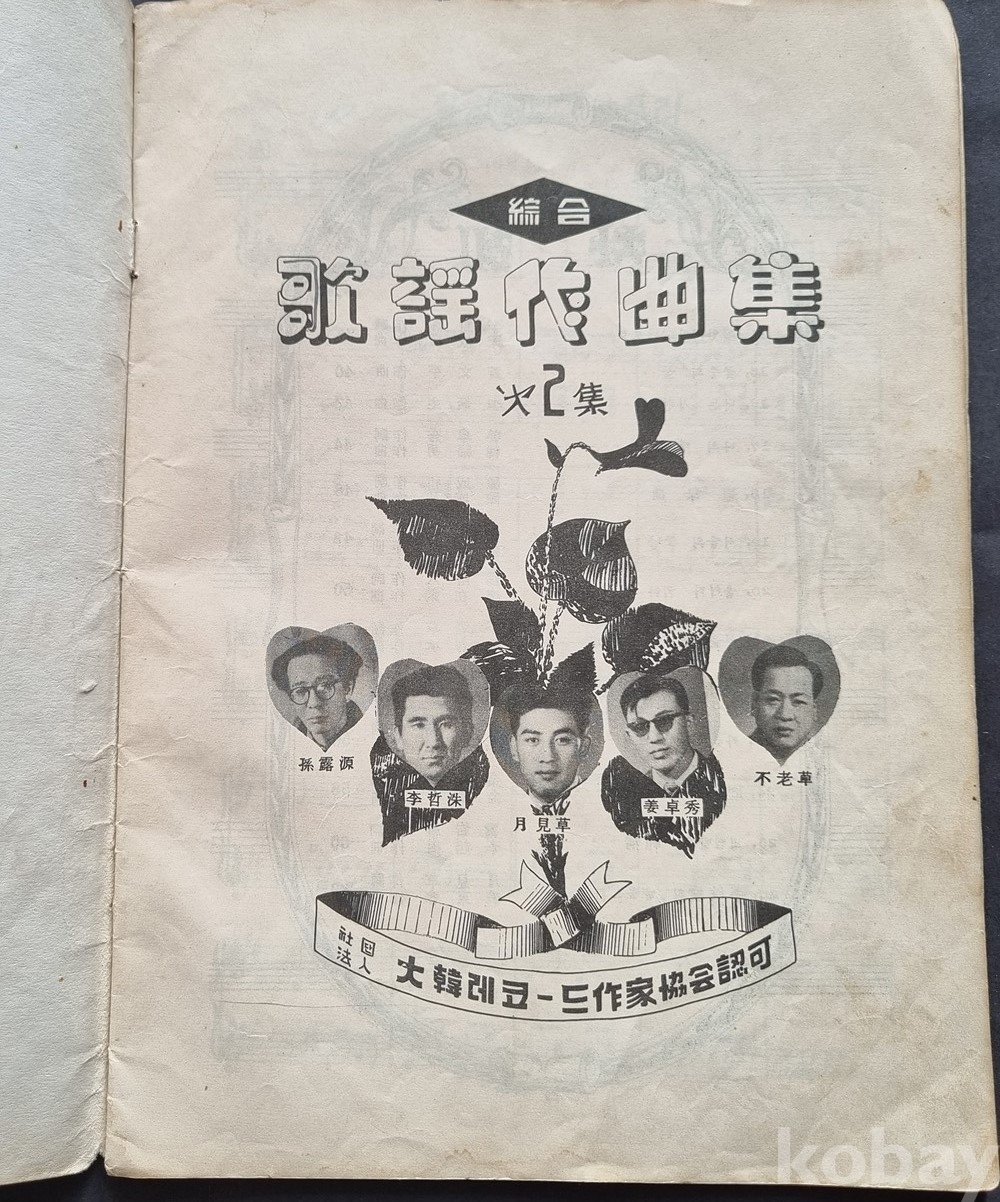 綜合
歌謠作曲集
第2集
孫露源
李哲洙
月見草
姜卓秀
不老草
社団
法人
大韓레코ー드作家協会認可
kobay